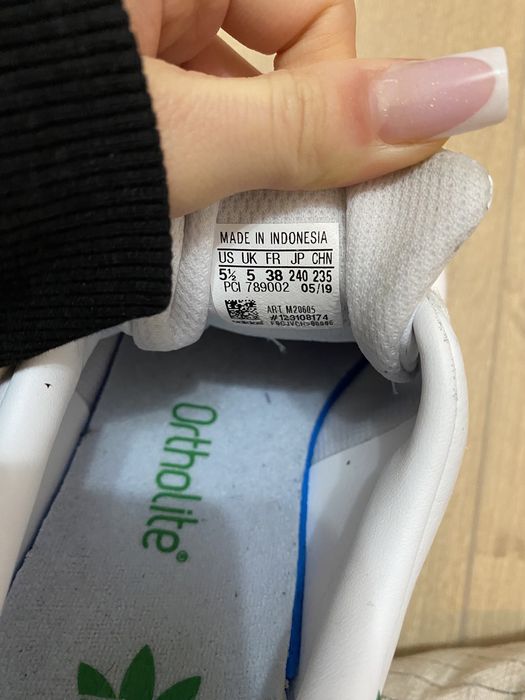 MADE IN INDONESIA
US UK FR JP CHN
5½ 5 38 240 235
PCI 789002 05/19
ART M20605
#123108174
Ortholite®